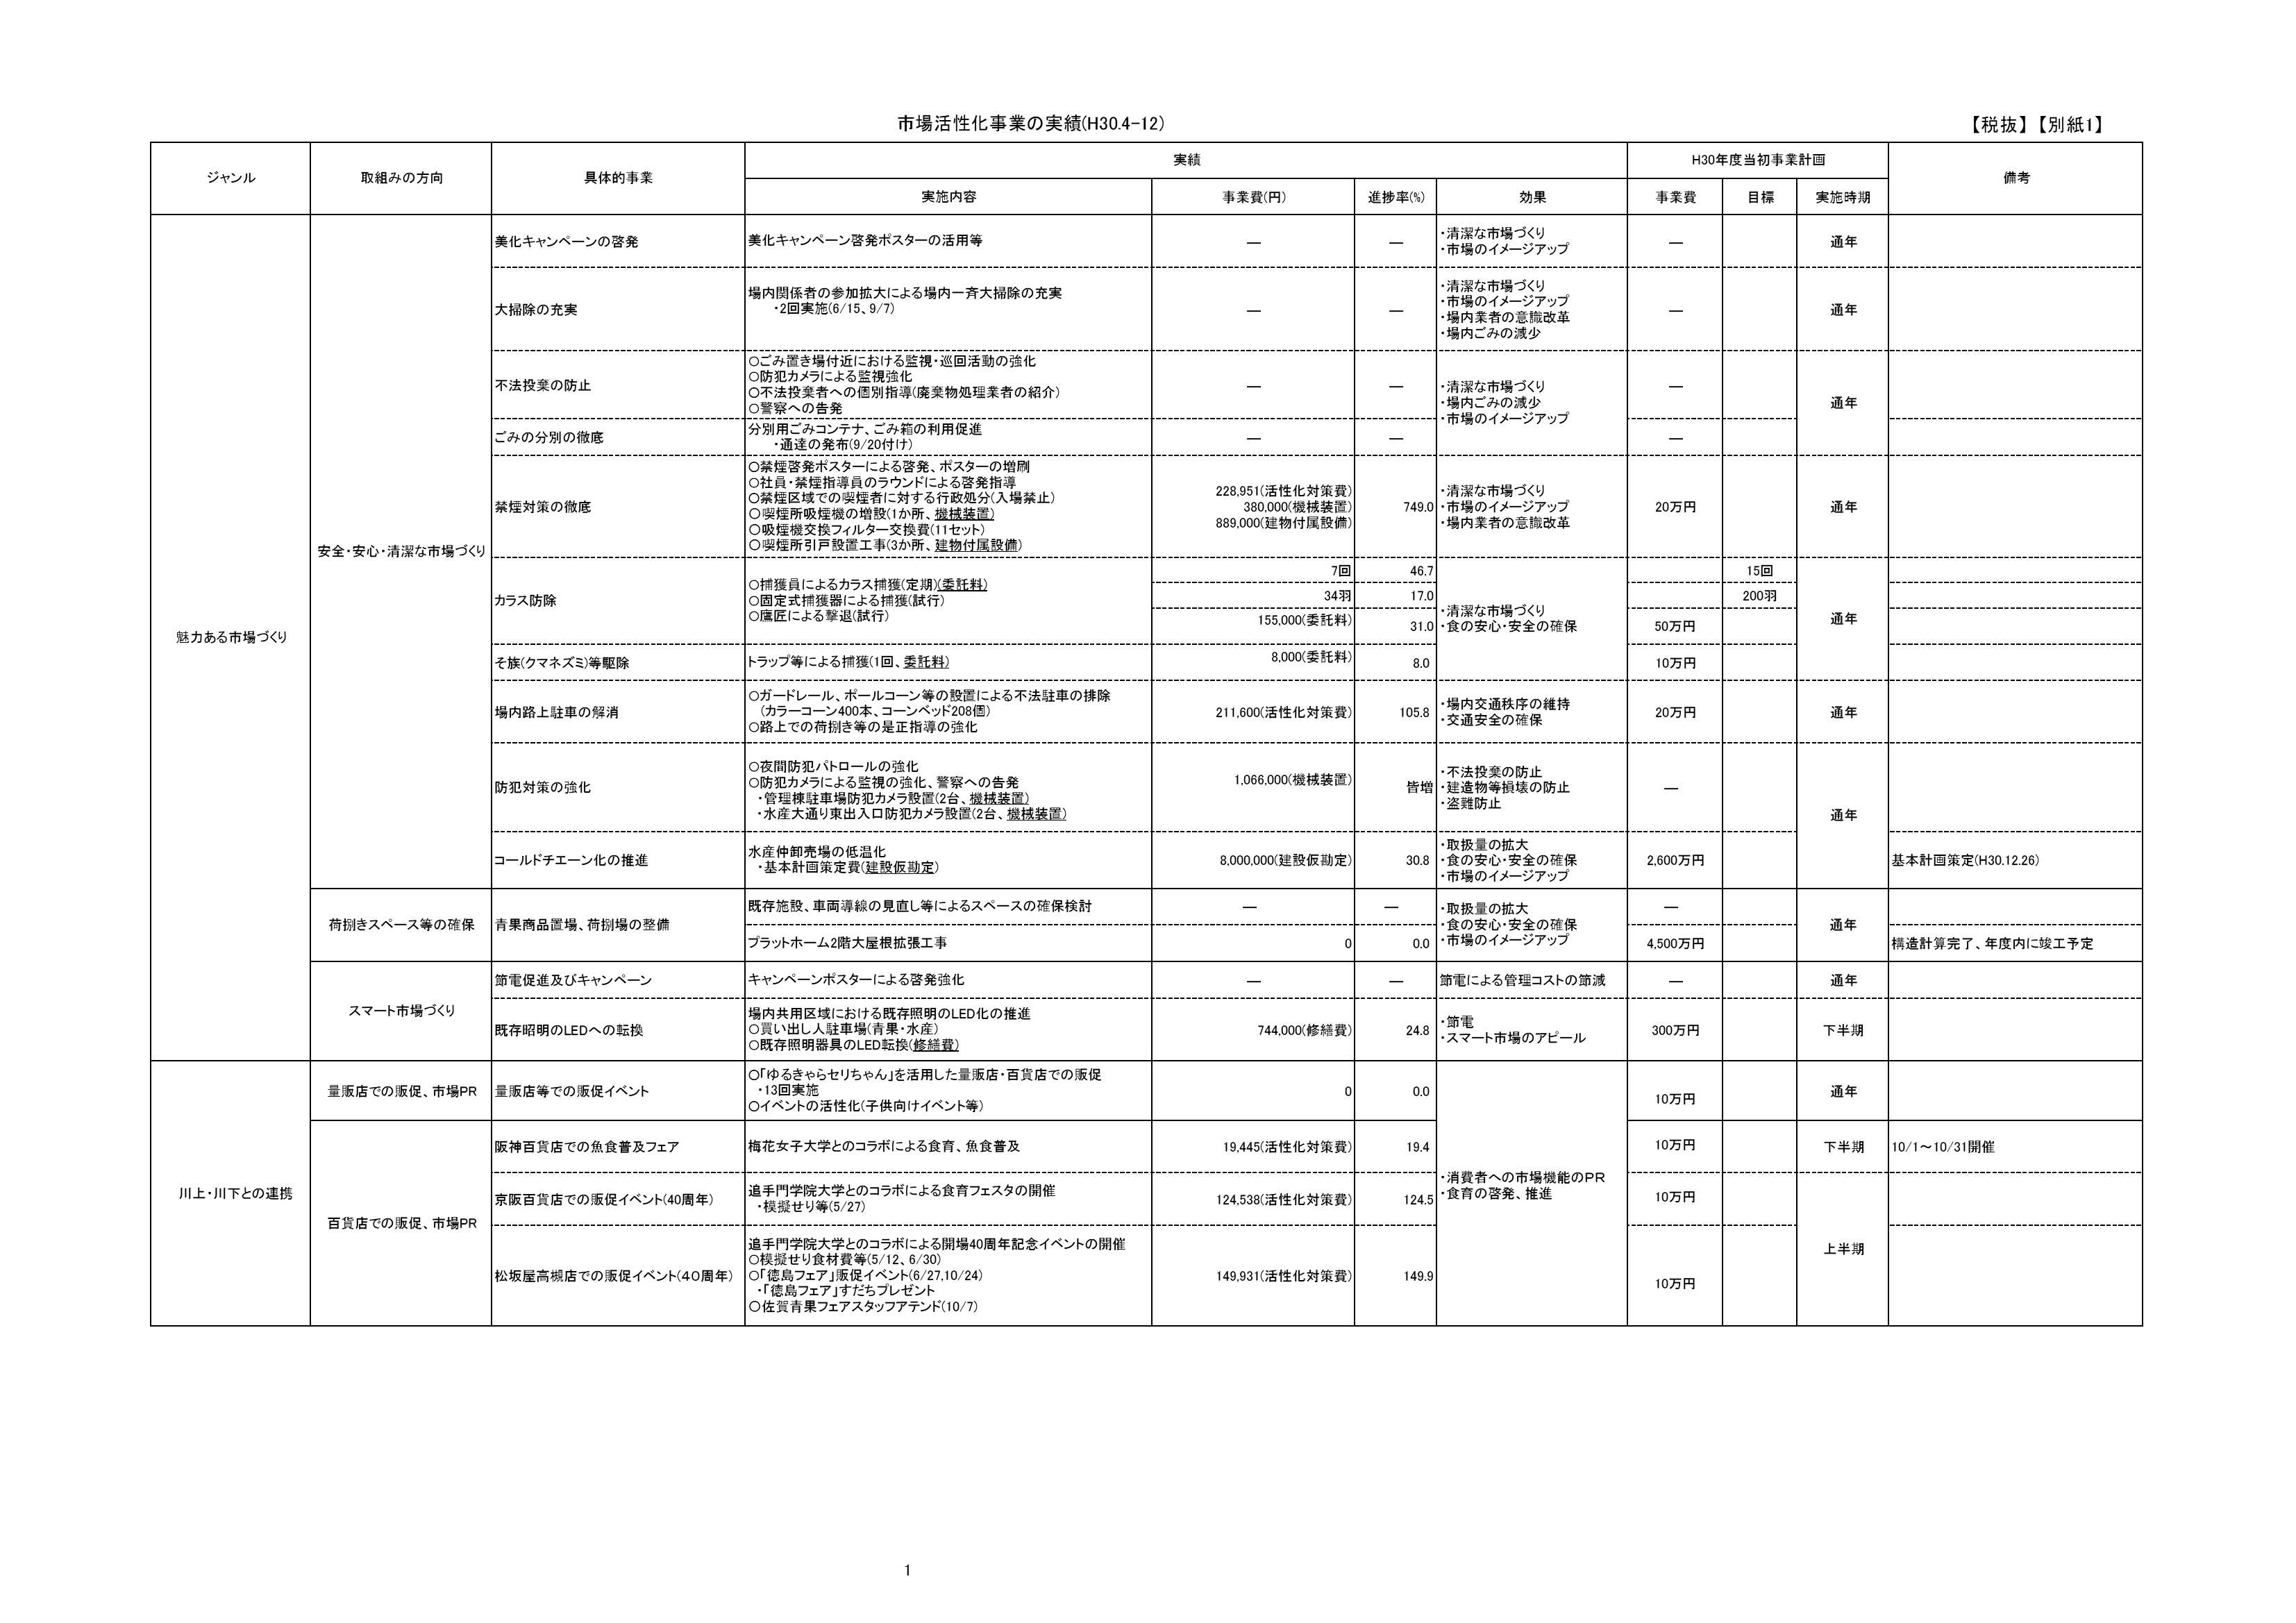 市場活性化事業の実績(H30.4-12)
【税抜】【別紙1】
ジャンル
取組みの方向
具体的事業
実績
H30年度当初事業計画
備考
実施内容
事業費(円)
進捗率(%)
効果
事業費
目標
実施時期
魅力ある市場づくり
安全・安心・清潔な市場づくり
美化キャンペーンの啓発
美化キャンペーン啓発ポスターの活用等
―
―
・清潔な市場づくり
・市場のイメージアップ
―
通年
大掃除の充実
場内関係者の参加拡大による場内一斉大掃除の充実
・2回実施(6/15、9/7)
―
―
・清潔な市場づくり
・市場のイメージアップ
・場内業者の意識改革
・場内ごみの減少
―
通年
不法投棄の防止
○ごみ置き場付近における監視・巡回活動の強化
○防犯カメラによる監視強化
○不法投棄者への個別指導(廃棄物処理業者の紹介)
○警察への告発
―
―
・清潔な市場づくり
・場内ごみの減少
・市場のイメージアップ
―
通年
ごみの分別の徹底
分別用ごみコンテナ、ごみ箱の利用促進
・通達の発布(9/20付け)
―
―
―
禁煙対策の徹底
○禁煙啓発ポスターによる啓発、ポスターの増刷
○社員・禁煙指導員のラウンドによる啓発指導
○禁煙区域での喫煙者に対する行政処分(入場禁止)
○喫煙所吸煙機の増設(1か所、機械装置)
○吸煙機交換フィルター交換費(11セット)
○喫煙所引戸設置工事(3か所、建物付属設備)
228,951(活性化対策費)
380,000(機械装置)
889,000(建物付属設備)
749.0
・清潔な市場づくり
・市場のイメージアップ
・場内業者の意識改革
20万円
通年
カラス防除
○捕獲員によるカラス捕獲(定期)(委託料)
○固定式捕獲器による捕獲(試行)
○鷹匠による撃退(試行)
7回
46.7
15回
34羽
17.0
200羽
155,000(委託料)
31.0
・清潔な市場づくり
・食の安心・安全の確保
50万円
通年
そ族(クマネズミ)等駆除
トラップ等による捕獲(1回、委託料)
8,000(委託料)
8.0
10万円
場内路上駐車の解消
○ガードレール、ポールコーン等の設置による不法駐車の排除
(カラーコーン400本、コーンベッド208個)
○路上での荷捌き等の是正指導の強化
211,600(活性化対策費)
105.8
・場内交通秩序の維持
・交通安全の確保
20万円
通年
防犯対策の強化
○夜間防犯パトロールの強化
○防犯カメラによる監視の強化、警察への告発
・管理棟駐車場防犯カメラ設置(2台、機械装置)
・水産大通り東出入口防犯カメラ設置(2台、機械装置)
1,066,000(機械装置)
皆増
・不法投棄の防止
・建造物等損壊の防止
・盗難防止
―
通年
コールドチエーン化の推進
水産仲卸売場の低温化
・基本計画策定費(建設仮勘定)
8,000,000(建設仮勘定)
30.8
・取扱量の拡大
・食の安心・安全の確保
・市場のイメージアップ
2,600万円
基本計画策定(H30.12.26)
荷捌きスペース等の確保
青果商品置場、荷捌場の整備
既存施設、車両導線の見直し等によるスペースの確保検討
―
―
・取扱量の拡大
・食の安心・安全の確保
・市場のイメージアップ
―
通年
プラットホーム2階大屋根拡張工事
0
0.0
4,500万円
構造計算完了、年度内に竣工予定
スマート市場づくり
節電促進及びキャンペーン
キャンペーンポスターによる啓発強化
―
―
節電による管理コストの節減
―
通年
既存昭明のLEDへの転換
場内共用区域における既存照明のLED化の推進
○買い出し人駐車場(青果・水産)
○既存照明器具のLED転換(修繕費)
744,000(修繕費)
24.8
・節電
・スマート市場のアピール
300万円
下半期
川上・川下との連携
量販店での販促、市場PR
量販店等での販促イベント
○「ゆるきゃらセリちゃん」を活用した量販店・百貨店での販促
・13回実施
○イベントの活性化(子供向けイベント等)
0
0.0
10万円
通年
百貨店での販促、市場PR
阪神百貨店での魚食普及フェア
梅花女子大学とのコラボによる食育、魚食普及
19,445(活性化対策費)
19.4
・消費者への市場機能のPR
・食育の啓発、推進
10万円
下半期
10/1～10/31開催
京阪百貨店での販促イベント(40周年)
追手門学院大学とのコラボによる食育フェスタの開催
・模擬せり等(5/27)
124,538(活性化対策費)
124.5
10万円
上半期
松坂屋高槻店での販促イベント(40周年)
追手門学院大学とのコラボによる開場40周年記念イベントの開催
○模擬せり食材費等(5/12、6/30)
○「徳島フェア」販促イベント(6/27,10/24)
・「徳島フェア」すだちプレゼント
○佐賀青果フェアスタッフアテンド(10/7)
149,931(活性化対策費)
149.9
10万円
1